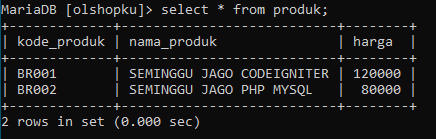 MariaDB [olshopku]> select * from produk;
+-------------+--------------------------+--------+
| kode_produk | nama_produk              | harga  |
+-------------+--------------------------+--------+
| BR001       | SEMINGGU JAGO CODEIGNITER | 120000 |
| BR002       | SEMINGGU JAGO PHP MYSQL  |  80000 |
+-------------+--------------------------+--------+
2 rows in set (0.000 sec)